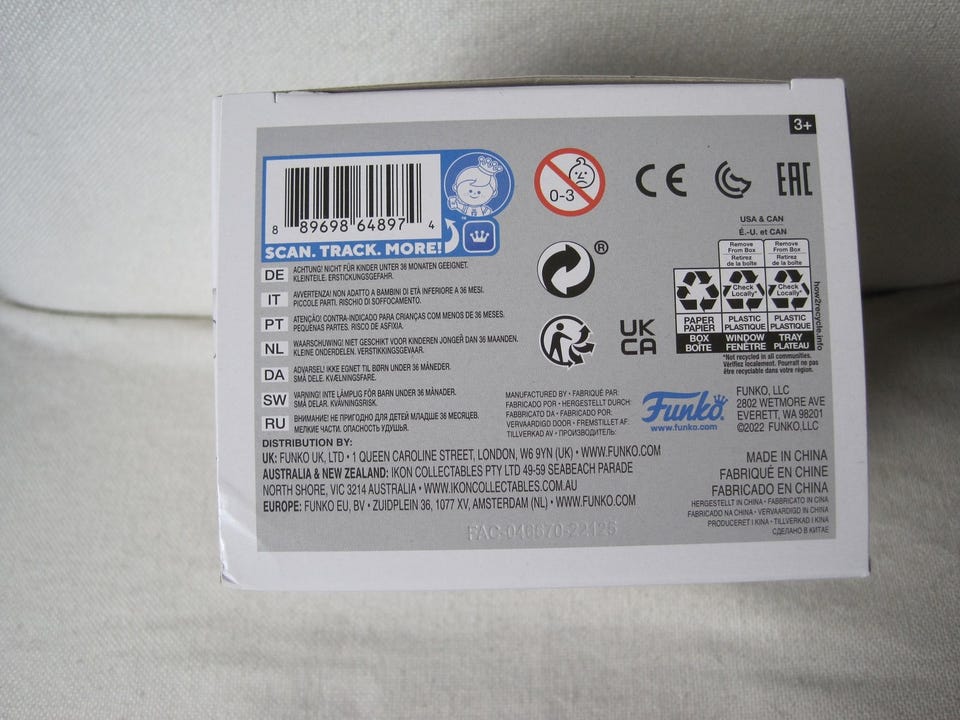 3+
8 89698 64897 4
SCAN. TRACK. MORE!
™
0-3
CE
EAC
®
UK
CA
USA & CAN
É.-U. et CAN
Remove From Box
Retirez de la boîte
Remove From Box
Retirez de la boîte
Check Locally*
Check Locally*
PAPER PAPIER
PLASTIC PLASTIQUE
PLASTIC PLASTIQUE
BOX BOÎTE
WINDOW FENÊTRE
TRAY PLATEAU
how2recycle.info
*Not recycled in all communities.
Vérifiez localement. Pourrait ne pas
être recyclable dans votre région.
DE ACHTUNG! NICHT FÜR KINDER UNTER 36 MONATEN GEEIGNET.
KLEINTEILE. ERSTICKUNGSGEFAHR.
IT AVVERTENZA! NON ADATTO A BAMBINI DI ETÀ INFERIORE A 36 MESI.
PICCOLE PARTI. RISCHIO DI SOFFOCAMENTO.
PT ATENÇÃO! CONTRA-INDICADO PARA CRIANÇAS COM MENOS DE 36 MESES.
PEQUENAS PARTES. RISCO DE ASFIXIA.
NL WAARSCHUWING! NIET GESCHIKT VOOR KINDEREN JONGER DAN 36 MAANDEN.
KLEINE ONDERDELEN. VERSTIKKINGSGEVAAR.
DA ADVARSEL! IKKE EGNET TIL BØRN UNDER 36 MÅNEDER.
SMÅ DELE. KVÆLNINGSFARE.
SW VARNING! INTE LÄMPLIG FÖR BARN UNDER 36 MÅNADER.
SMÅ DELAR. KVÄVNINGSRISK.
RU ВНИМАНИЕ! НЕ ПРИГОДНО ДЛЯ ДЕТЕЙ МЛАДШЕ 36 МЕСЯЦЕВ.
МЕЛКИЕ ЧАСТИ. ОПАСНОСТЬ УДУШЬЯ.
MANUFACTURED BY • FABRIQUÉ PAR:
FABRICADO POR • HERGESTELLT DURCH:
FABBRICATO DA • FABRICADO POR:
VERVAARDIGD DOOR • FREMSTILLET AF:
TILLVERKAD AV • ПРОИЗВОДИТЕЛЬ:
Funko®
www.funko.com
FUNKO, LLC
2802 WETMORE AVE
EVERETT, WA 98201
©2022 FUNKO,LLC
DISTRIBUTION BY:
UK: FUNKO UK, LTD • 1 QUEEN CAROLINE STREET, LONDON, W6 9YN (UK) • WWW.FUNKO.COM
AUSTRALIA & NEW ZEALAND: IKON COLLECTABLES PTY LTD 49-59 SEABEACH PARADE
NORTH SHORE, VIC 3214 AUSTRALIA • WWW.IKONCOLLECTABLES.COM.AU
EUROPE: FUNKO EU, BV • ZUIDPLEIN 36, 1077 XV, AMSTERDAM (NL) • WWW.FUNKO.COM
MADE IN CHINA
FABRIQUÉ EN CHINE
FABRICADO EN CHINA
HERGESTELLT IN CHINA • FABBRICATO IN CINA
FABRICADO NA CHINA • VERVAARDIGD IN CHINA
PRODUCERET I KINA • TILLVERKAD I KINA
СДЕЛАНО В КИТАЕ